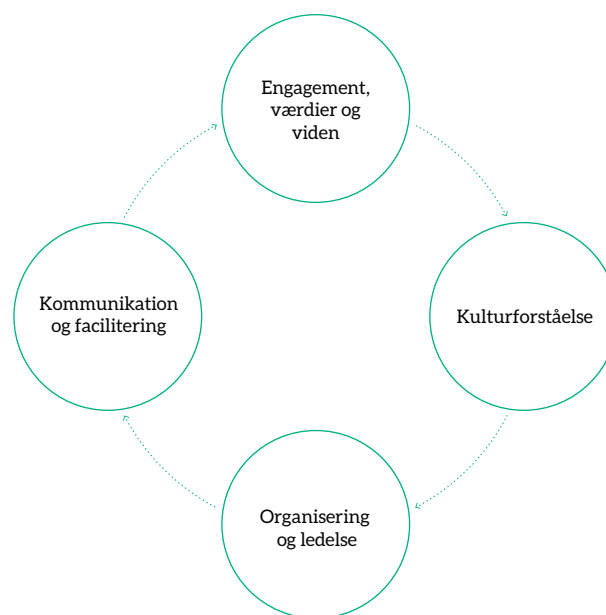 Engagement,
værdier og
viden
Kommunikation
og facilitering
Kulturforståelse
Organisering
og ledelse